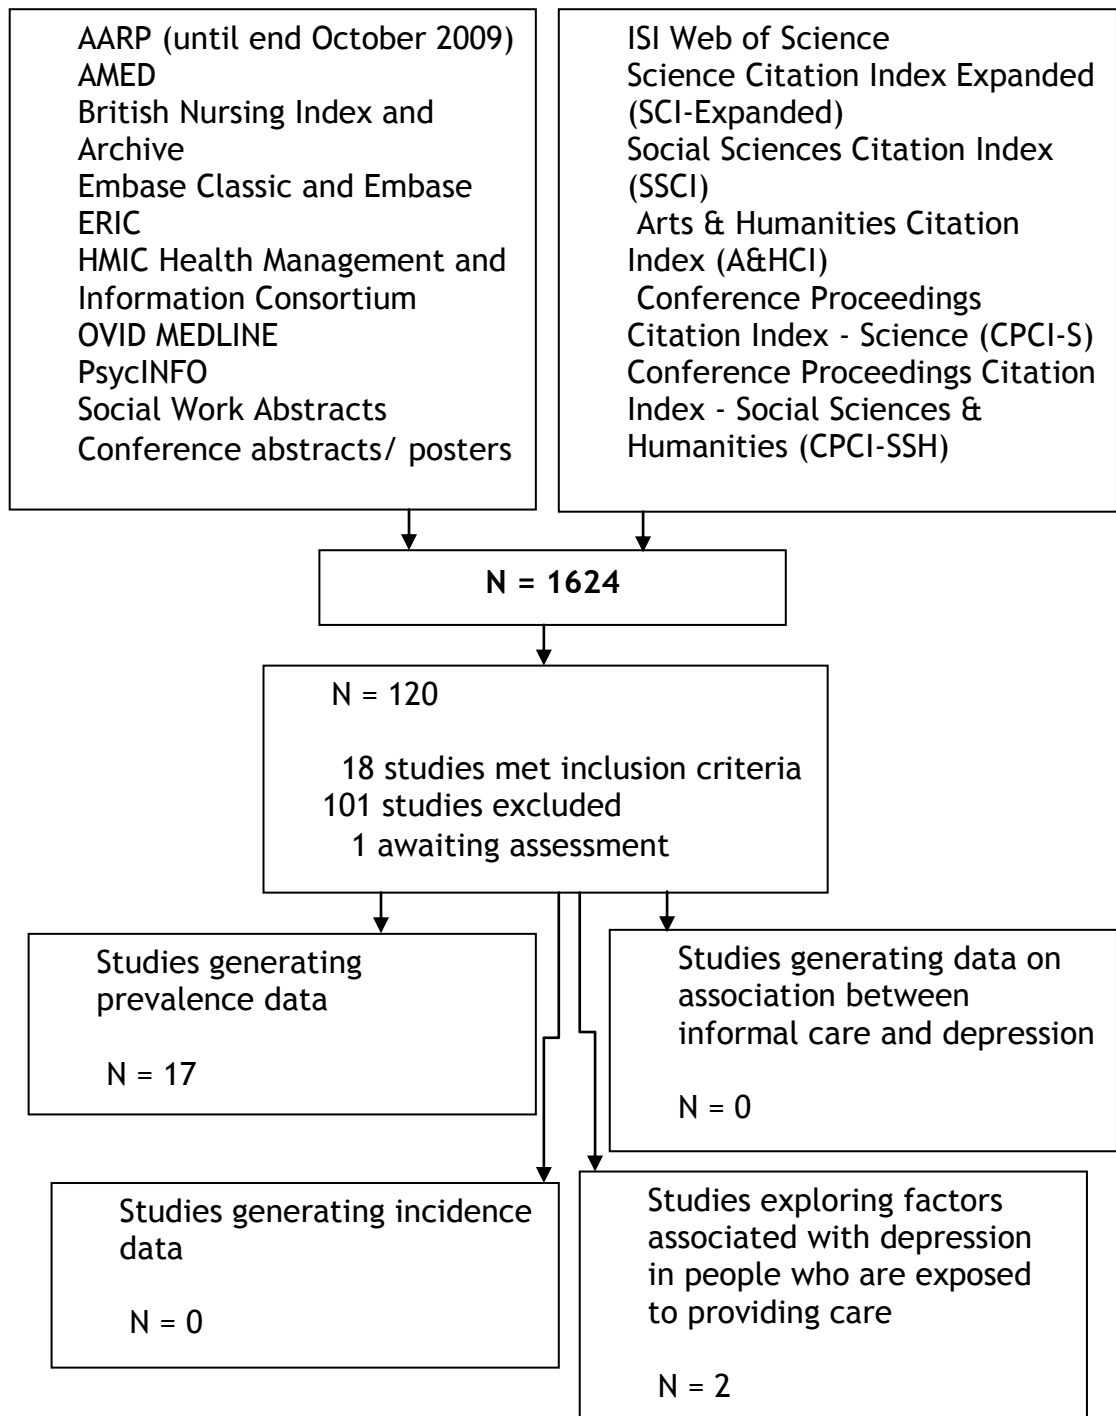 AARP (until end October 2009)
AMED
British Nursing Index and
Archive
Embase Classic and Embase
ERIC
HMIC Health Management and
Information Consortium
OVID MEDLINE
PsycINFO
Social Work Abstracts
Conference abstracts/ posters
ISI Web of Science
Science Citation Index Expanded
(SCI-Expanded)
Social Sciences Citation Index
(SSCI)
Arts & Humanities Citation
Index (A&HCI)
Conference Proceedings
Citation Index - Science (CPCI-S)
Conference Proceedings Citation
Index - Social Sciences &
Humanities (CPCI-SSH)
N = 1624
N = 120
18 studies met inclusion criteria
101 studies excluded
1 awaiting assessment
Studies generating
prevalence data
N = 17
Studies generating data on
association between
informal care and depression
N = 0
Studies generating incidence
data
N = 0
Studies exploring factors
associated with depression
in people who are exposed
to providing care
N = 2